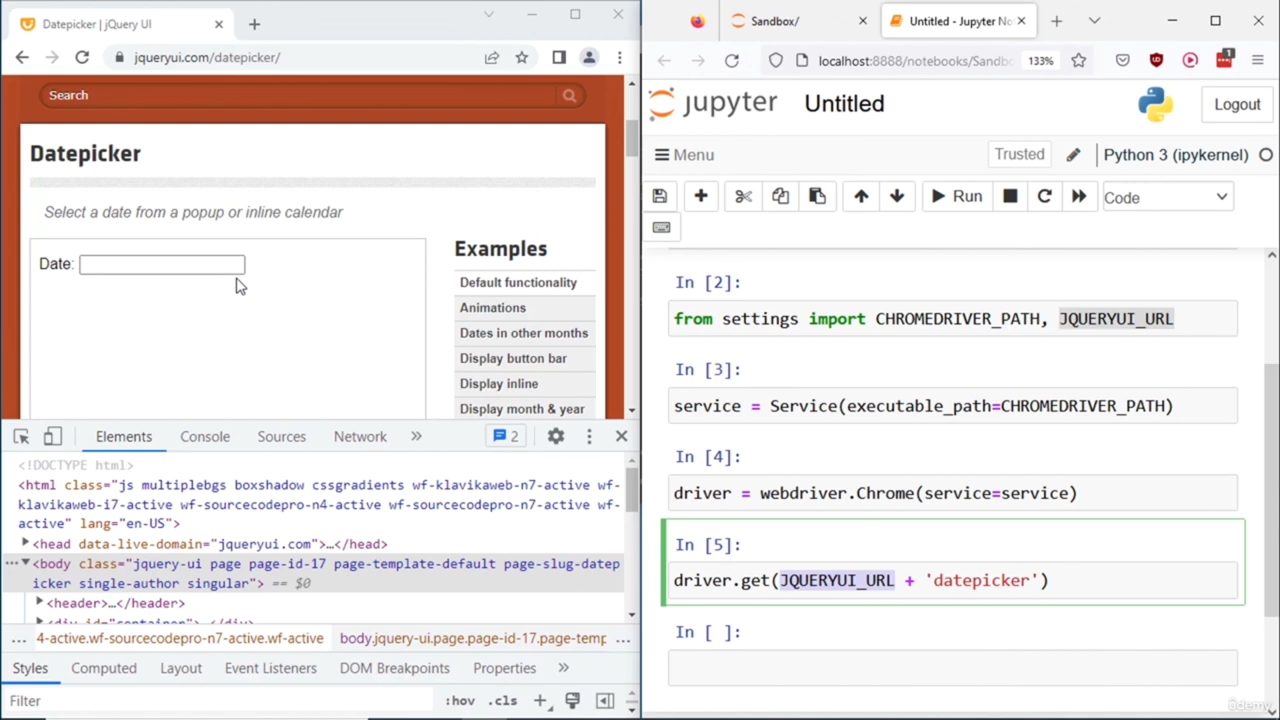 Datepicker | jQuery UI
jqueryui.com/datepicker/
Search
Datepicker
Select a date from a popup or inline calendar
Date:
Examples
Default functionality
Animations
Dates in other months
Display button bar
Display inline
Display month & year
Elements
Console
Sources
Network
2
<!DOCTYPE html>
<html class="js multiplebgs boxshadow cssgradients wf-klavikaweb-n7-active wf-
klavikaweb-i7-active wf-sourcecodepro-n4-active wf-sourcecodepro-n7-active wf-
active" lang="en-US">
<head data-live-domain="jqueryui.com">…</head>
<body class="jquery-ui page page-id-17 page-template-default page-slug-datep
icker single-author singular"> == $0
<header>…</header>
<div id="container"> </div>
... 4-active.wf-sourcecodepro-n7-active.wf-active body.jquery-ui.page.page-id-17.page-temp ...
Styles
Computed
Layout
Event Listeners
DOM Breakpoints
Properties
Filter
:hov .cls
Sandbox/
Untitled - Jupyter No
localhost:8888/notebooks/Sandb
133%
1
jupyter
Untitled
Logout
Menu
Trusted
Python 3 (ipykernel)
Run
Code
In [2]:
from settings import CHROMEDRIVER_PATH, JQUERYUI_URL
In [3]:
service = Service(executable_path=CHROMEDRIVER_PATH)
In [4]:
driver = webdriver.Chrome(service=service)
In [5]:
driver.get(JQUERYUI_URL + 'datepicker')
In [ ]:
ûdemy